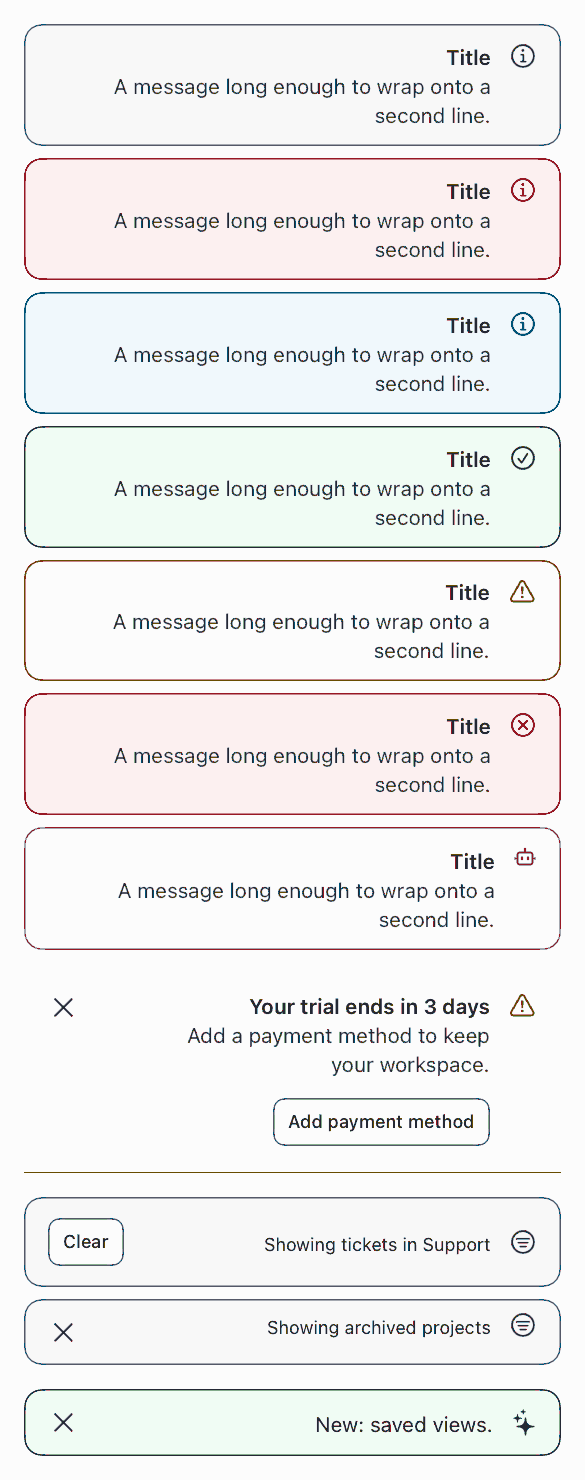 Title
A message long enough to wrap onto a
second line.
Title
A message long enough to wrap onto a
second line.
Title
A message long enough to wrap onto a
second line.
Title
A message long enough to wrap onto a
second line.
Title
A message long enough to wrap onto a
second line.
Title
A message long enough to wrap onto a
second line.
Title
A message long enough to wrap onto a
second line.
Your trial ends in 3 days
Add a payment method to keep
your workspace.
Add payment method
Showing tickets in Support
Clear
Showing archived projects
New: saved views.